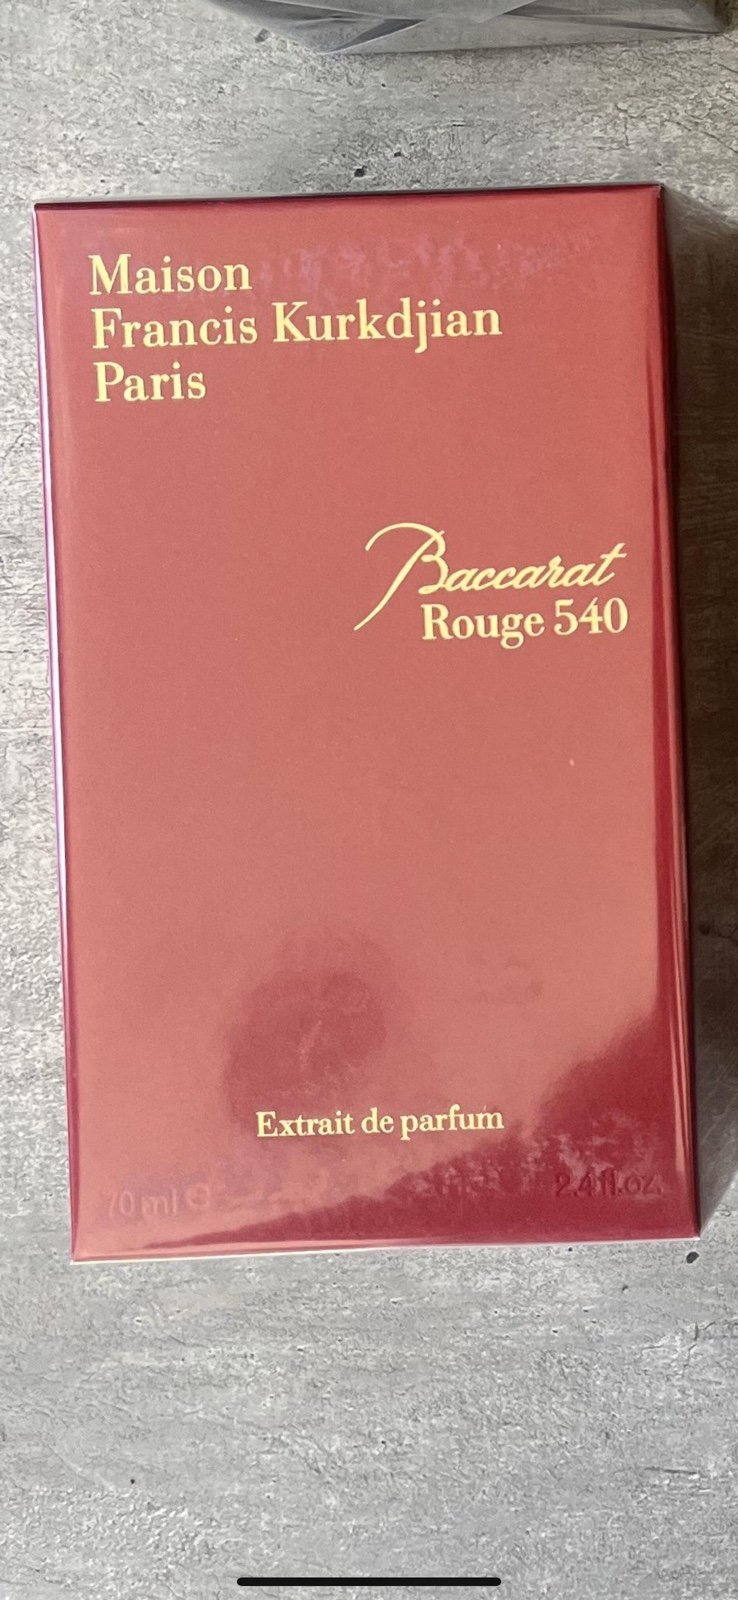 Maison
Francis Kurkdjian
Paris
Baccarat
Rouge 540
Extrait de parfum
70 ml e 2.4 fl.oz.